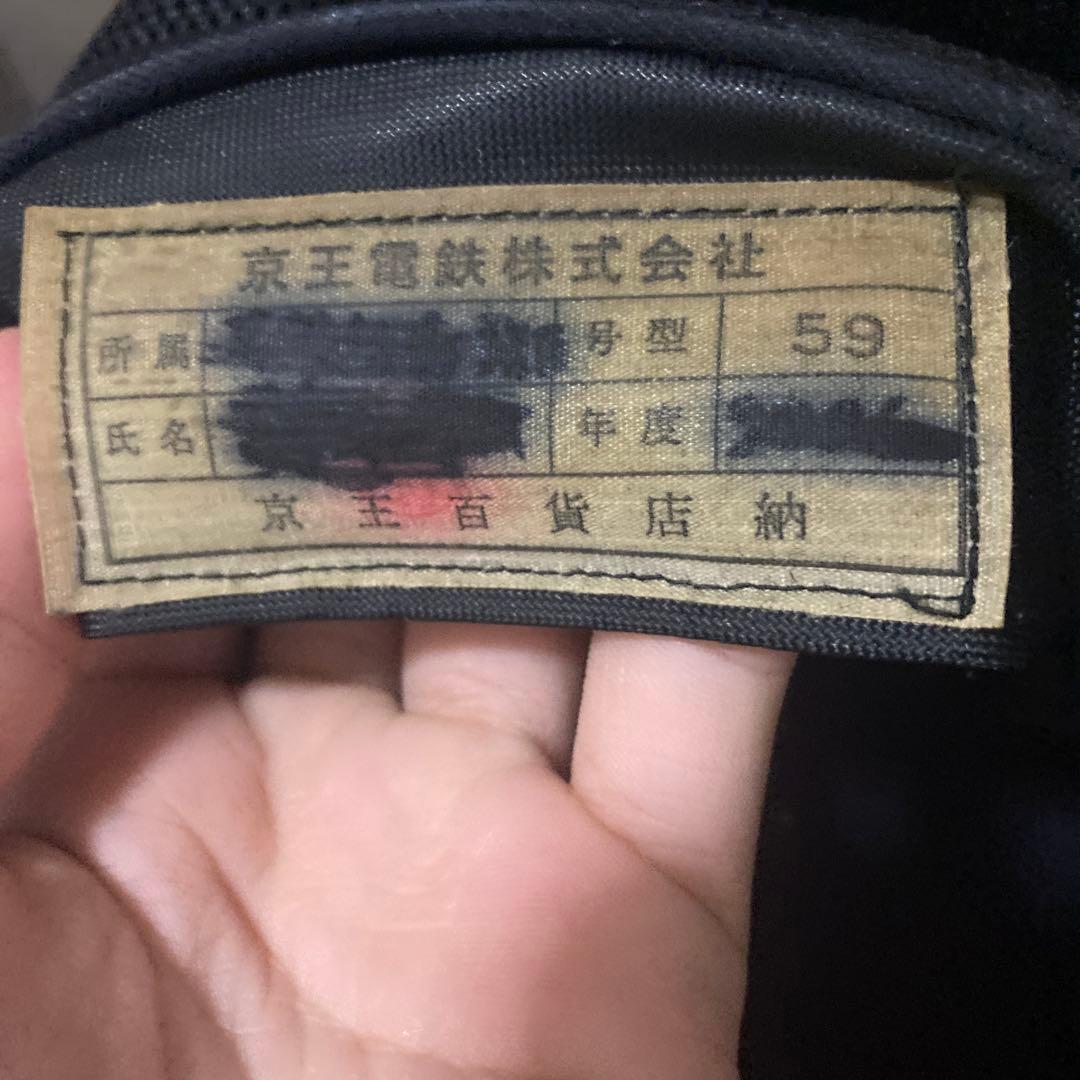 京王電鉄株式会社
所属 号型 59
氏名 年度
京王百貨店納